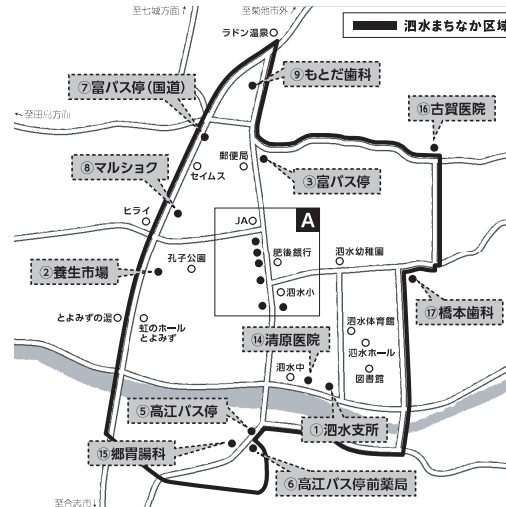 至七城方面
至菊池市外
ラドン温泉
泗水まちなか区域
⑨もとだ歯科
⑦富バス停(国道)
⑯古賀医院
至田島方面
郵便局
セイムス
③富バス停
⑧マルショク
ヒライ
JA
A
孔子公園
肥後銀行
泗水幼稚園
②養生市場
泗水小
⑰橋本歯科
とよみずの湯
虹のホール
とよみず
⑭清原医院
泗水体育館
泗水ホール
泗水中
図書館
⑤高江バス停
①泗水支所
⑮郷胃腸科
⑥高江バス停前薬局
至合志市